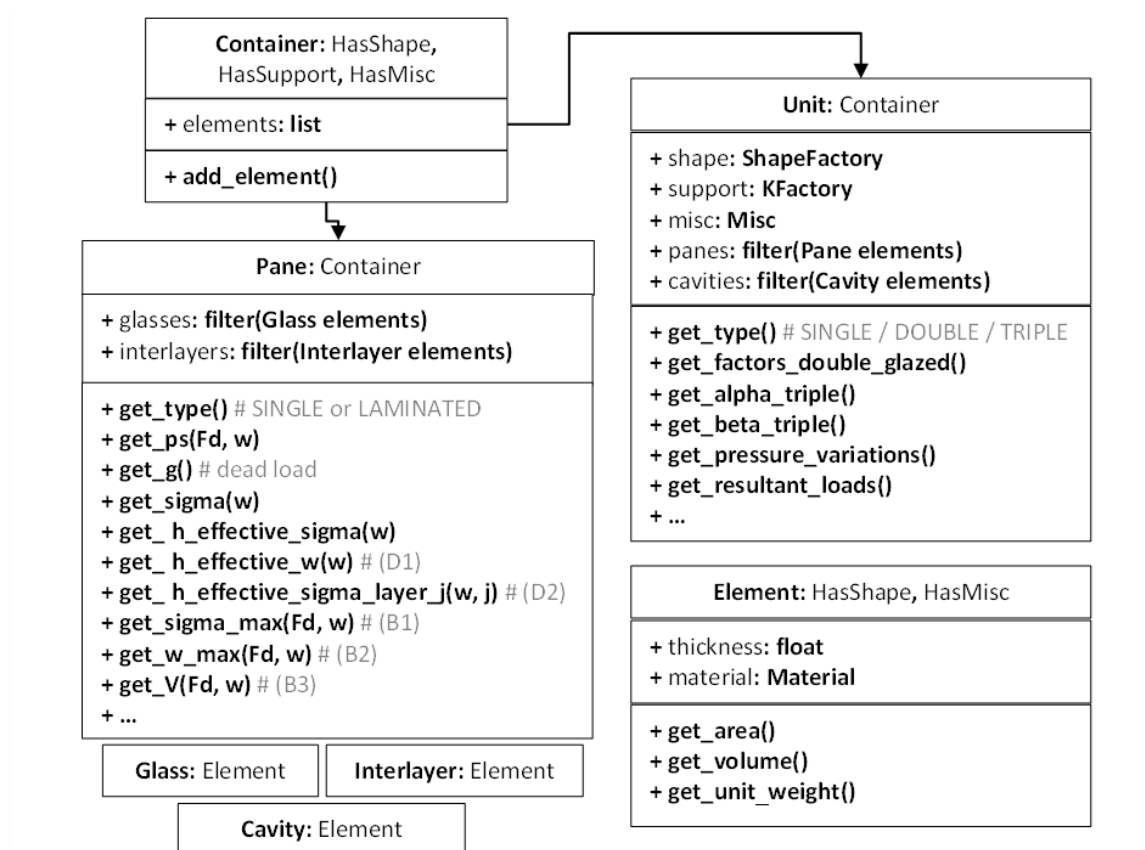 Container: HasShape,
HasSupport, HasMisc
+ elements: list
+ add_element()
Pane: Container
+ glasses: filter(Glass elements)
+ interlayers: filter(Interlayer elements)
+ get_type() # SINGLE or LAMINATED
+ get_ps(Fd, w)
+ get_g() # dead load
+ get_sigma(w)
+ get_ h_effective_sigma(w)
+ get_ h_effective_w(w) # (D1)
+ get_ h_effective_sigma_layer_j(w, j) # (D2)
+ get_sigma_max(Fd, w) # (B1)
+ get_w_max(Fd, w) # (B2)
+ get_V(Fd, w) # (B3)
+ ...
Glass: Element
Interlayer: Element
Cavity: Element
Unit: Container
+ shape: ShapeFactory
+ support: KFactory
+ misc: Misc
+ panes: filter(Pane elements)
+ cavities: filter(Cavity elements)
+ get_type() # SINGLE / DOUBLE / TRIPLE
+ get_factors_double_glazed()
+ get_alpha_triple()
+ get_beta_triple()
+ get_pressure_variations()
+ get_resultant_loads()
+ ...
Element: HasShape, HasMisc
+ thickness: float
+ material: Material
+ get_area()
+ get_volume()
+ get_unit_weight()